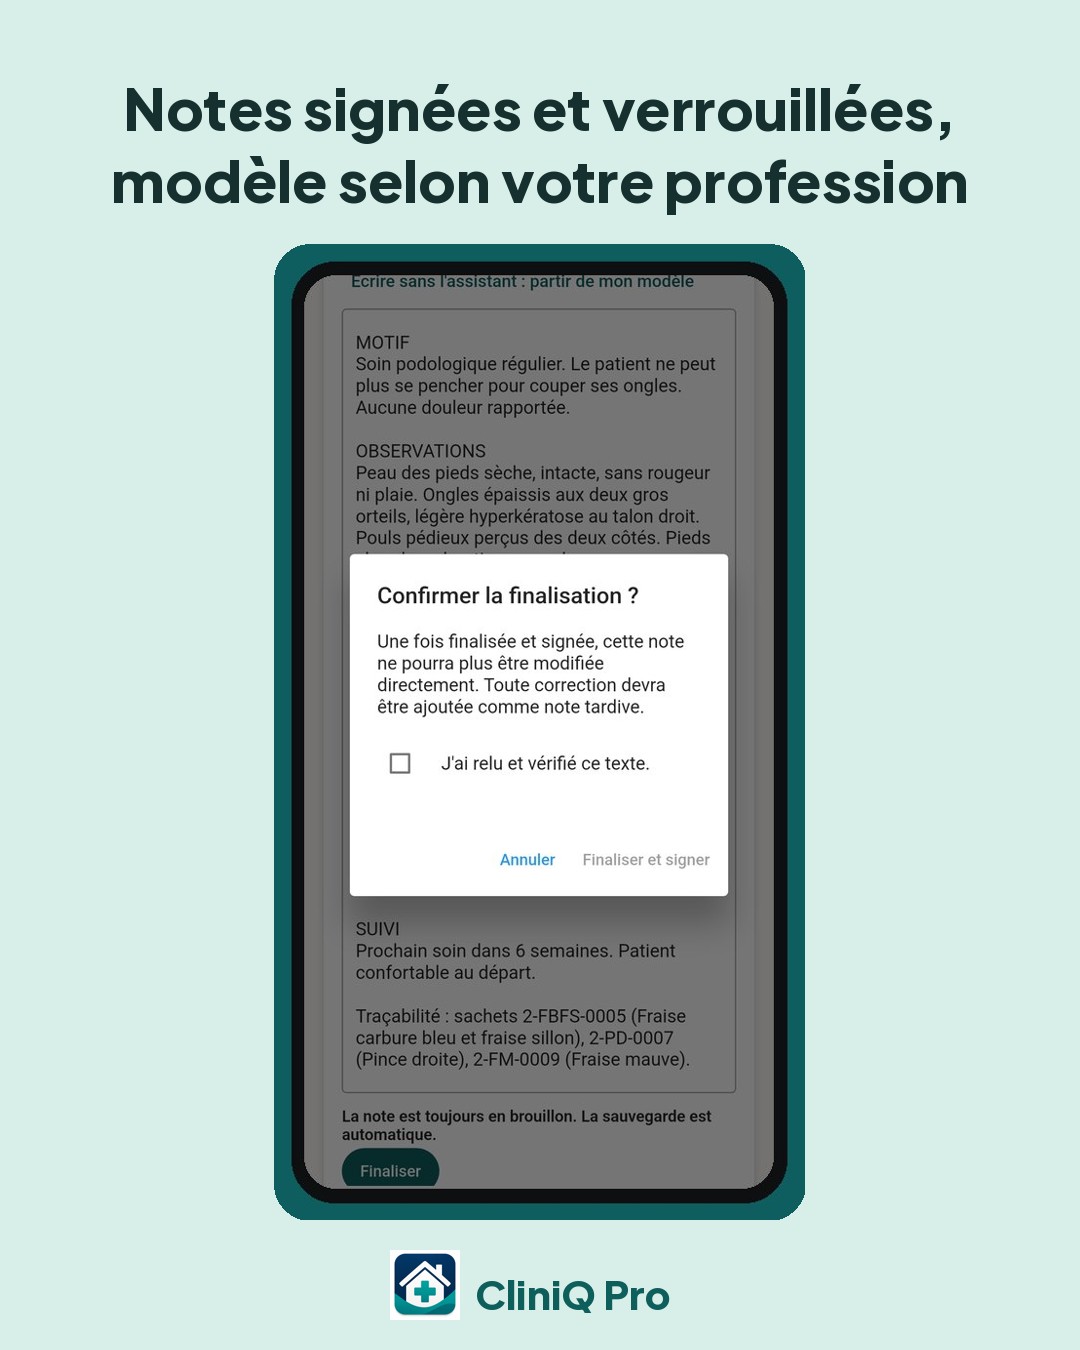 Notes signées et verrouillées,
modèle selon votre profession
Écrire sans l'assistant : partir de mon modèle
MOTIF
Soin podologique régulier. Le patient ne peut
plus se pencher pour couper ses ongles.
Aucune douleur rapportée.
OBSERVATIONS
Peau des pieds sèche, intacte, sans rougeur
ni plaie. Ongles épaissis aux deux gros
orteils, légère hyperkératose au talon droit.
Pouls pédieux perçus des deux côtés. Pieds
Confirmer la finalisation ?
Une fois finalisée et signée, cette note
ne pourra plus être modifiée
directement. Toute correction devra
être ajoutée comme note tardive.
J'ai relu et vérifié ce texte.
Annuler Finaliser et signer
SUIVI
Prochain soin dans 6 semaines. Patient
confortable au départ.
Traçabilité : sachets 2-FBFS-0005 (Fraise
carbure bleu et fraise sillon), 2-PD-0007
(Pince droite), 2-FM-0009 (Fraise mauve).
La note est toujours en brouillon. La sauvegarde est
automatique.
Finaliser
CliniQ Pro